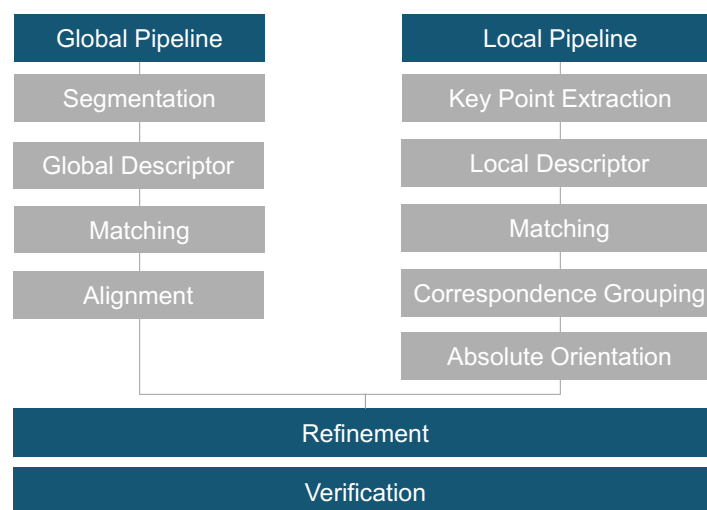 Global Pipeline
Segmentation
Global Descriptor
Matching
Alignment
Local Pipeline
Key Point Extraction
Local Descriptor
Matching
Correspondence Grouping
Absolute Orientation
Refinement
Verification